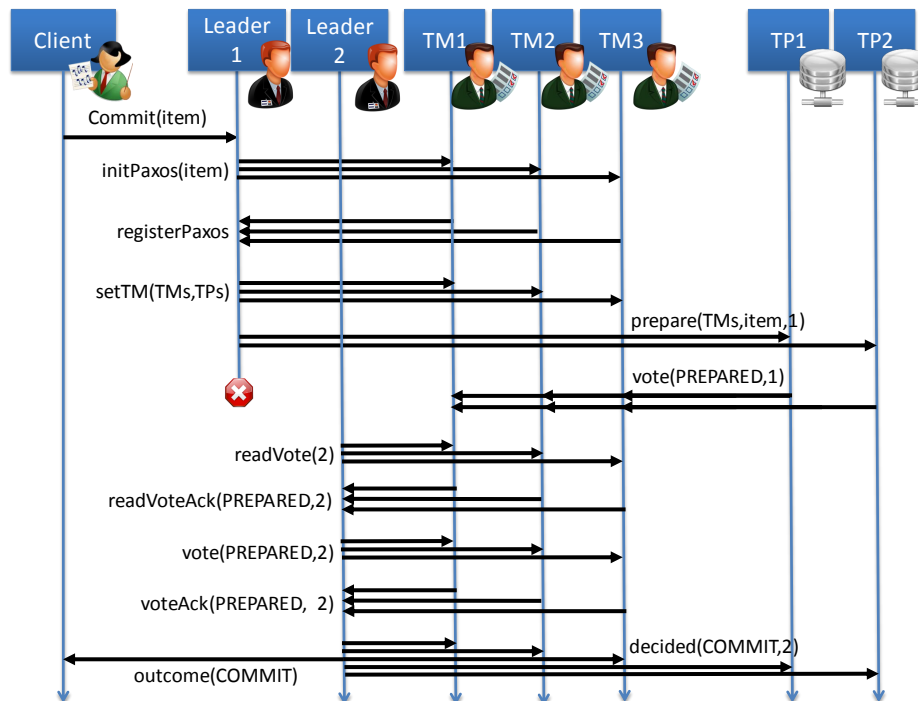 Client
Leader
1
Leader
2
TM1
TM2
TM3
TP1
TP2
Commit(item)
initPaxos(item)
registerPaxos
setTM(TMs,TPs)
prepare(TMs,item,1)
vote(PREPARED,1)
readVote(2)
readVoteAck(PREPARED,2)
vote(PREPARED,2)
voteAck(PREPARED, 2)
decided(COMMIT,2)
outcome(COMMIT)